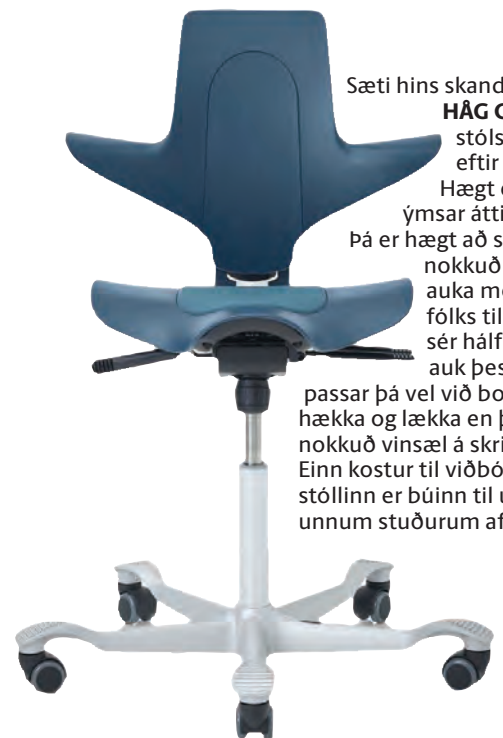 Sæti hins skand
HÅG C
stóls
eftir
Hægt
ýmsar átti
Þá er hægt að s
nokkuð
auka m
fólks til
sér hálf
auk þes
passar þá vel við bo
hækka og lækka en þ
nokkuð vinsæl á skri
Einn kostur til viðbó
stóllinn er búinn til u
unnum stuðurum af